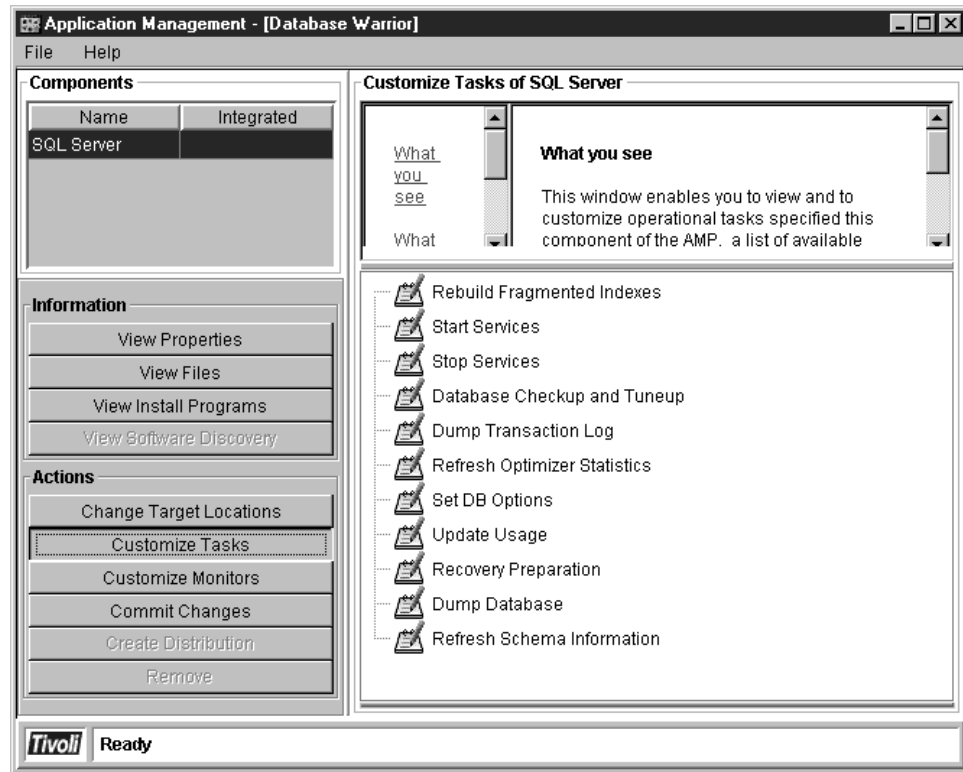 Application Management - [Database Warrior]
File Help
Components
Name Integrated
SQL Server
Information
View Properties
View Files
View Install Programs
View Software Discovery
Actions
Change Target Locations
Customize Tasks
Customize Monitors
Commit Changes
Create Distribution
Remove
Customize Tasks of SQL Server
What
you
see
What
What you see
This window enables you to view and to
customize operational tasks specified this
component of the AMP. a list of available
Rebuild Fragmented Indexes
Start Services
Stop Services
Database Checkup and Tuneup
Dump Transaction Log
Refresh Optimizer Statistics
Set DB Options
Update Usage
Recovery Preparation
Dump Database
Refresh Schema Information
Tivoli Ready